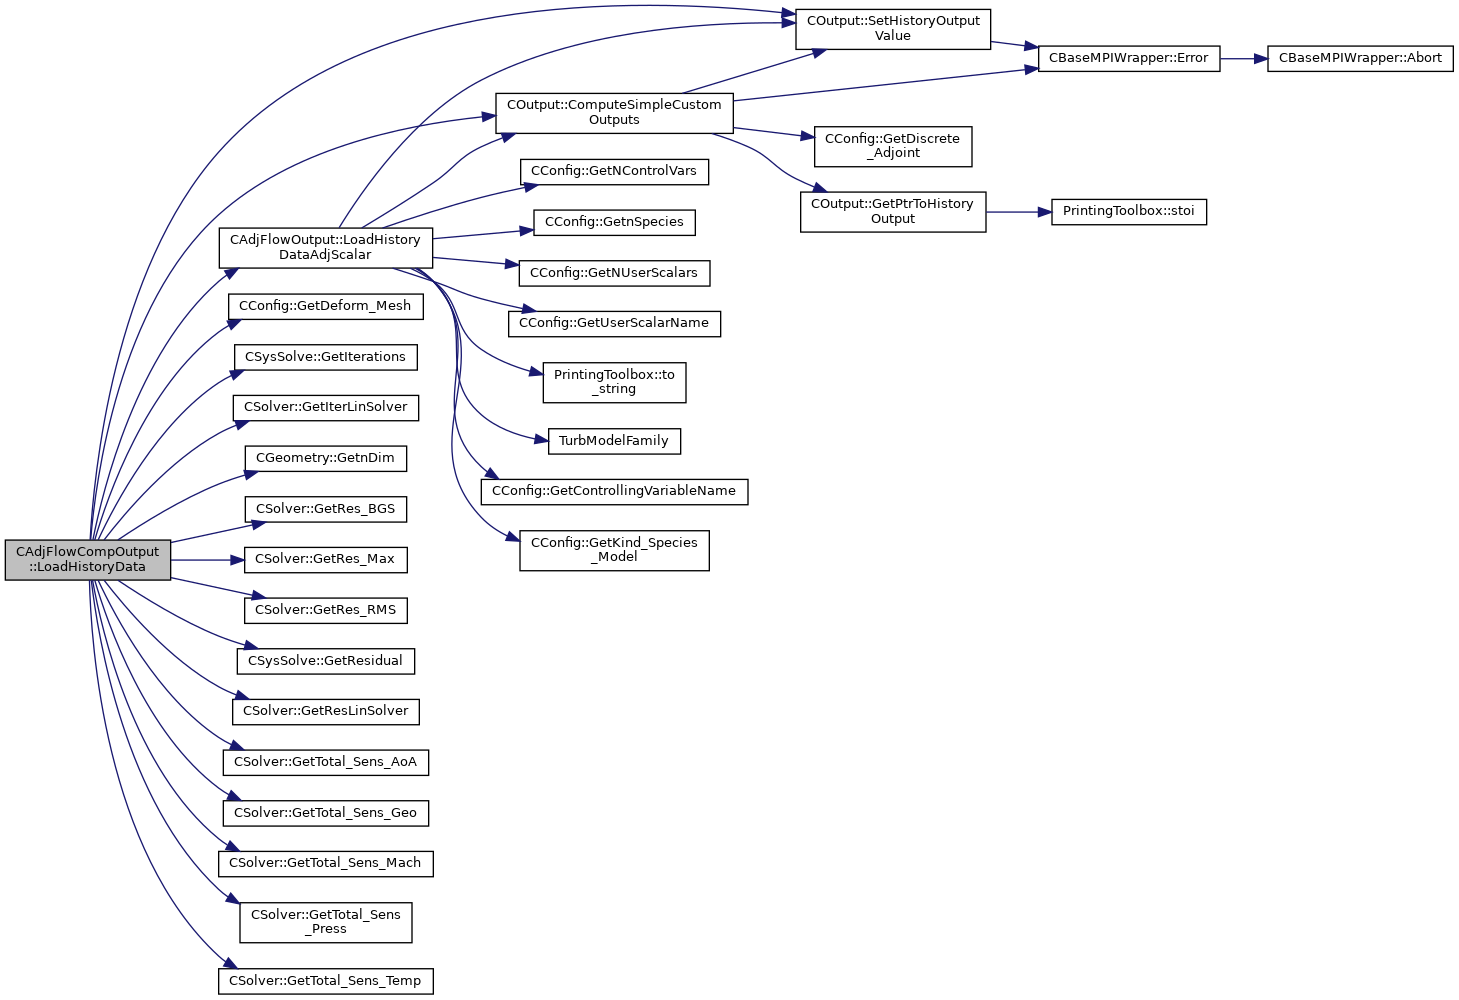 CAdjFlowCompOutput
::LoadHistoryData
COutput::SetHistoryOutput
Value
CBaseMPIWrapper::Error
CBaseMPIWrapper::Abort
COutput::ComputeSimpleCustom
Outputs
CConfig::GetDiscrete
_Adjoint
COutput::GetPtrToHistory
Output
PrintingToolbox::stoi
CAdjFlowOutput::LoadHistory
DataAdjScalar
CConfig::GetNControlVars
CConfig::GetnSpecies
CConfig::GetNUserScalars
CConfig::GetUserScalarName
PrintingToolbox::to
_string
TurbModelFamily
CConfig::GetControllingVariableName
CConfig::GetKind_Species
_Model
CConfig::GetDeform_Mesh
CSysSolve::GetIterations
CSolver::GetIterLinSolver
CGeometry::GetnDim
CSolver::GetRes_BGS
CSolver::GetRes_Max
CSolver::GetRes_RMS
CSysSolve::GetResidual
CSolver::GetResLinSolver
CSolver::GetTotal_Sens_AoA
CSolver::GetTotal_Sens_Geo
CSolver::GetTotal_Sens_Mach
CSolver::GetTotal_Sens
_Press
CSolver::GetTotal_Sens_Temp